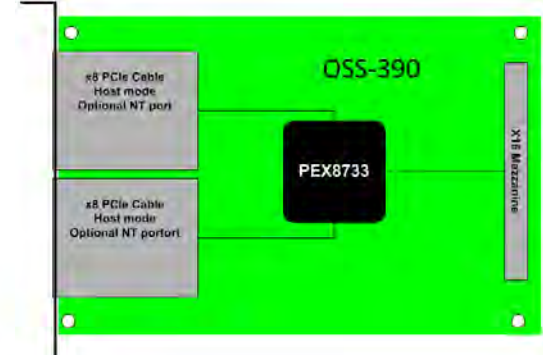 OSS-390
x8 PCIe Cable
Host mode
Optional NT port
PEX8733
X16 Mazzanine
x8 PCIe Cable
Host mode
Optional NT portort